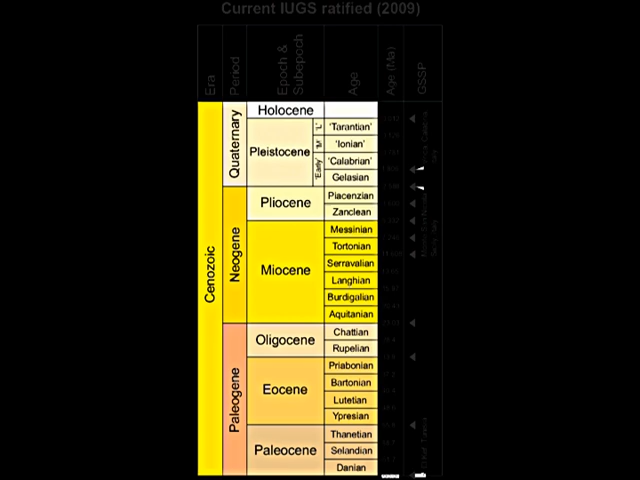 Current IUGS ratified (2009)
Era
Period
Epoch &
Subepoch
Age
Age (Ma)
GSSP
Cenozoic
Quaternary
Holocene
Pleistocene
'L'
'M'
'Early'
'Tarantian'
'Ionian'
'Calabrian'
Gelasian
Neogene
Pliocene
Piacenzian
Zanclean
Miocene
Messinian
Tortonian
Serravalian
Langhian
Burdigalian
Aquitanian
Paleogene
Oligocene
Chattian
Rupelian
Eocene
Priabonian
Bartonian
Lutetian
Ypresian
Paleocene
Thanetian
Selandian
Danian